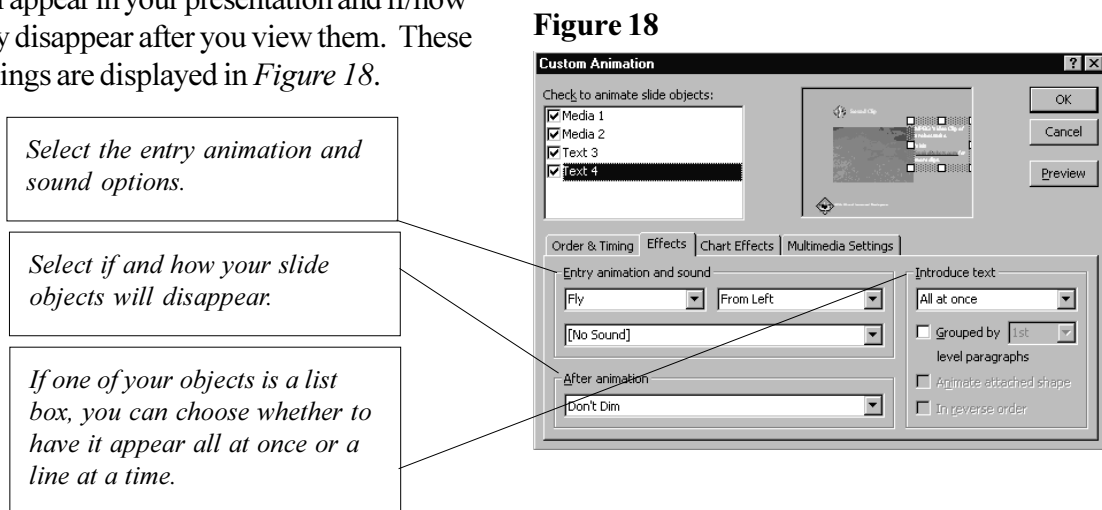 appear in your presentation and if/how
disappear after you view them. These
ings are displayed in Figure 18.
Select the entry animation and
sound options.
Select if and how your slide
objects will disappear.
If one of your objects is a list
box, you can choose whether to
have it appear all at once or a
line at a time.
Figure 18
Custom Animation
Check to animate slide objects:
Media 1
Media 2
Text 3
Text 4
OK
Cancel
Preview
Order & Timing Effects Chart Effects Multimedia Settings
Entry animation and sound
Fly From Left
[No Sound]
After animation
Don't Dim
Introduce text
All at once
Grouped by 1st
level paragraphs
Animate attached shape
In reverse order